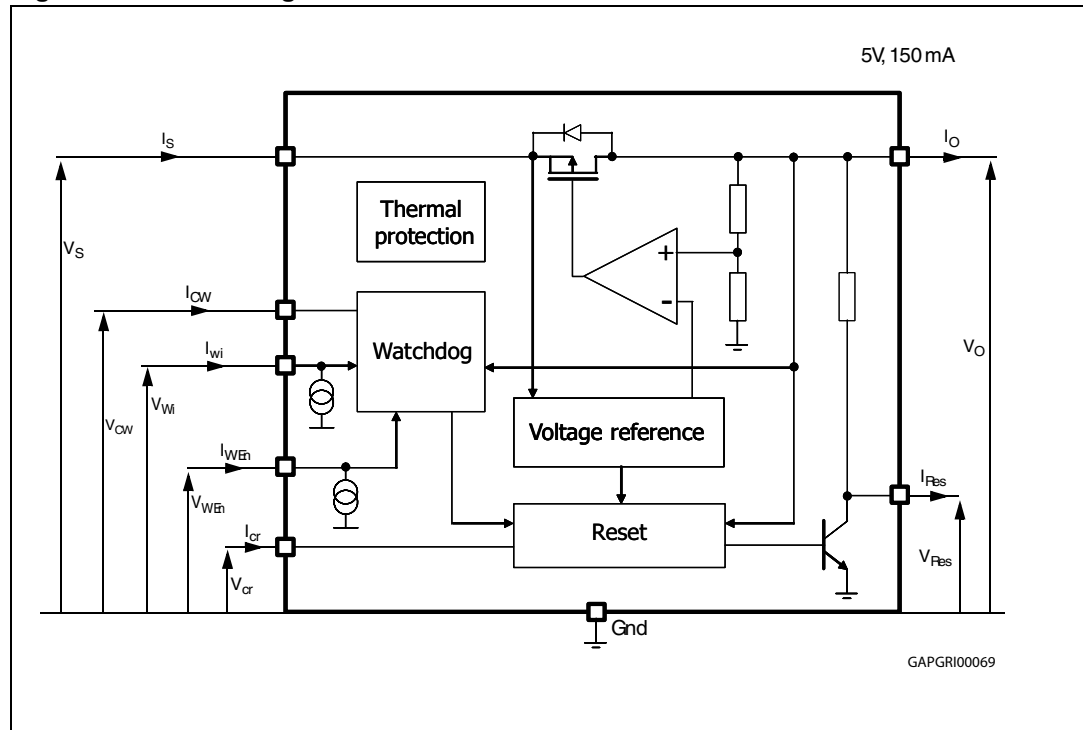 5V, 150 mA
I_S
I_O
Thermal
protection
V_S
I_CW
+
-
Watchdog
I_wi
V_O
V_Wi
V_CW
Voltage reference
I_WEn
I_Res
V_WEn
Reset
I_cr
V_Res
V_cr
Gnd
GAPGRI00069